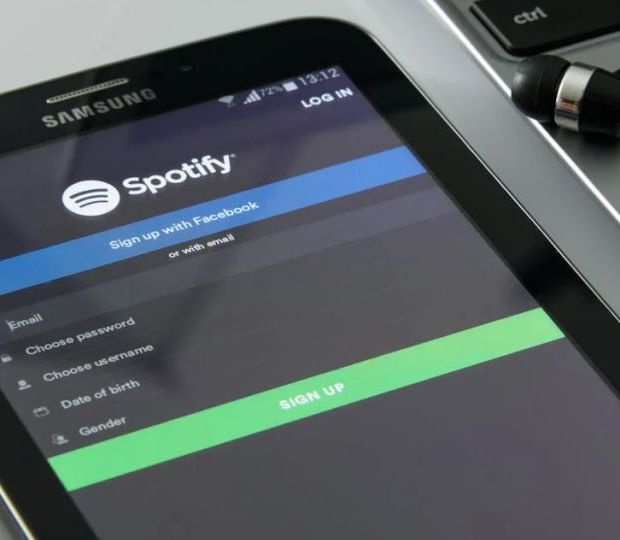 ctrl
SAMSUNG
72% 13:12
LOG IN
Spotify®
Sign up with Facebook
or with email
Email
Choose password
Choose username
Date of birth
Gender
SIGN UP